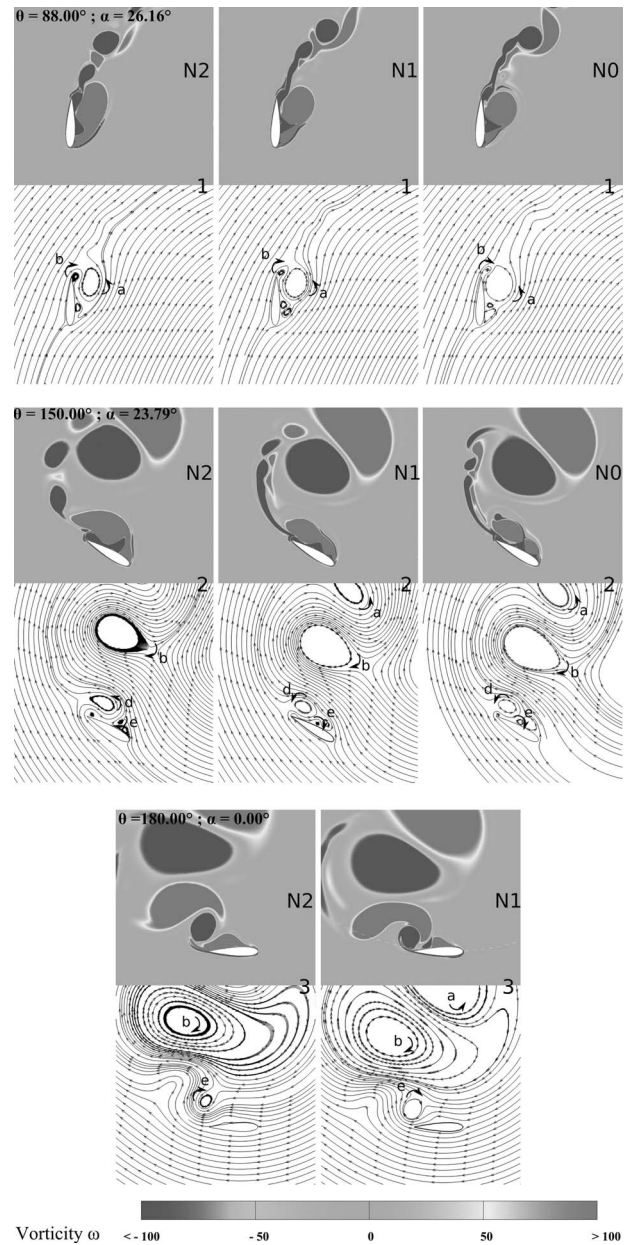 θ = 88.00° ; α = 26.16°
N2
N1
N0
1
1
1
b
a
b
a
b
a
θ = 150.00° ; α = 23.79°
N2
N1
N0
2
2
2
b
d
e
a
b
d
e
a
b
d
e
θ =180.00° ; α = 0.00°
N2
N1
3
3
b
e
a
b
e
Vorticity ω
< - 100
- 50
0
50
> 100